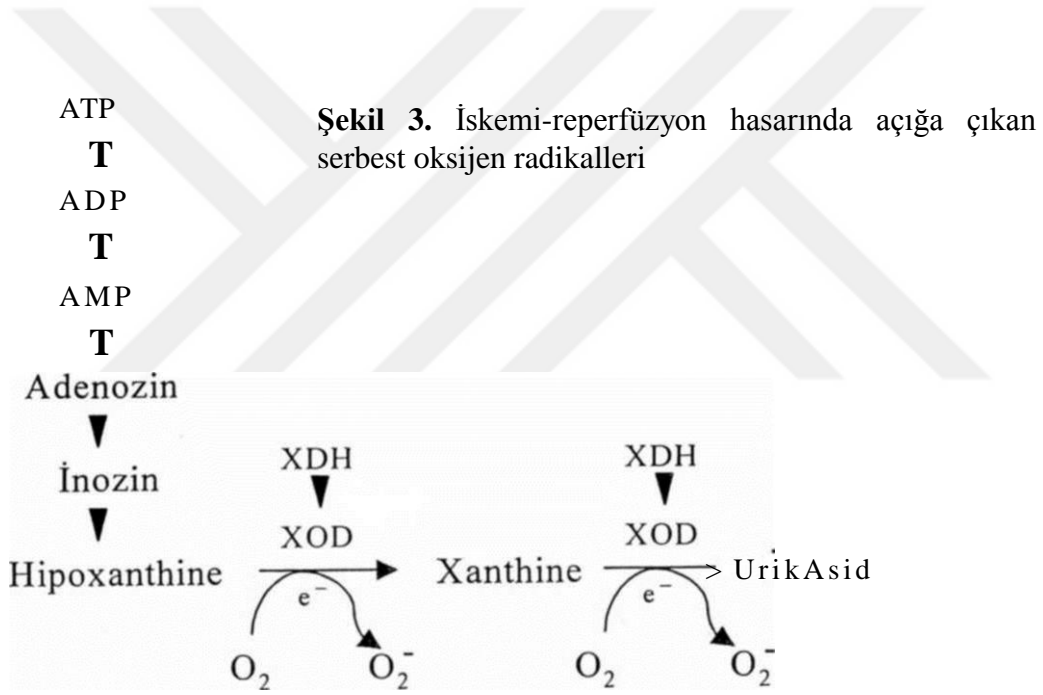 ATP
Şekil 3. İskemi-reperfüzyon hasarında açığa çıkan
serbest oksijen radikalleri
T
ADP
T
AMP
T
Adenozin
İnozin
XDH XDH
XOD XOD
Hipoxanthine Xanthine > UrikAsid
e⁻ e⁻
O₂ O₂⁻ O₂ O₂⁻